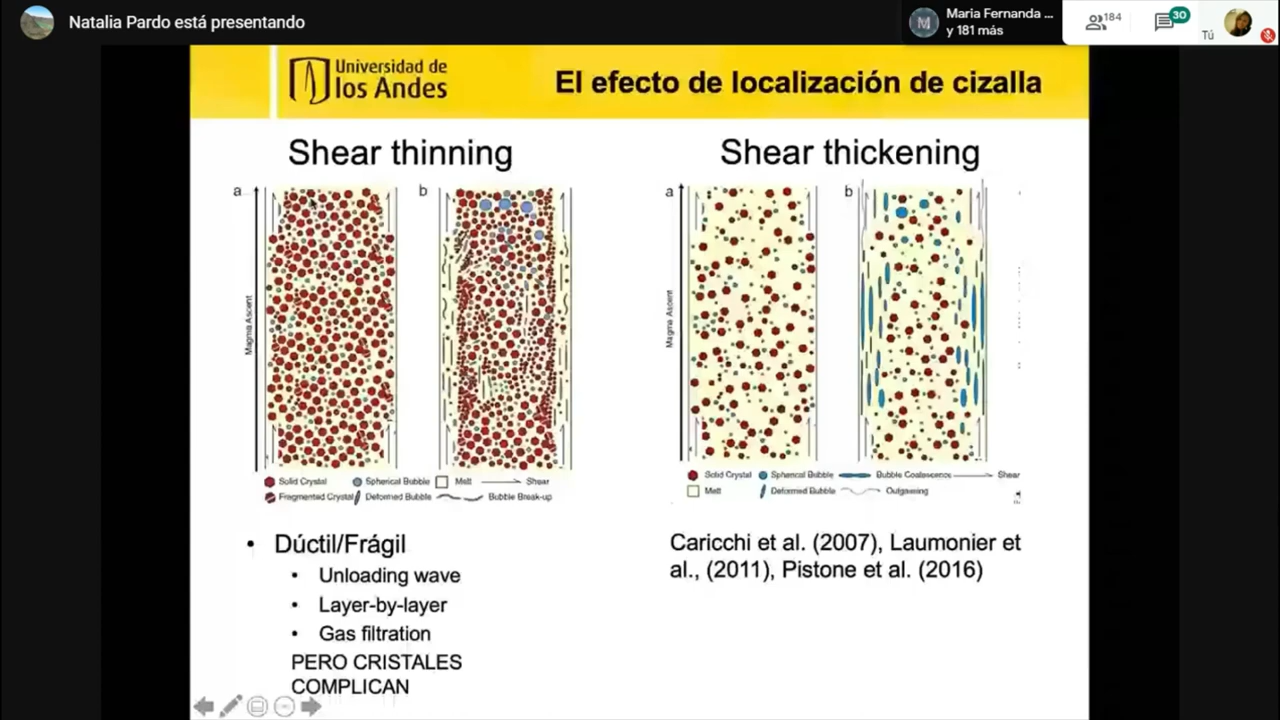 Natalia Pardo está presentando
Maria Fernanda ...
y 181 más
184
30
Tú
M
Universidad de
los Andes
El efecto de localización de cizalla
Shear thinning
Shear thickening
a
b
a
b
Magma Ascent
Magma Ascent
Solid Crystal
Spherical Bubble
Melt
Shear
Fragmented Crystal
Deformed Bubble
Bubble Break-up
Solid Crystal
Spherical Bubble
Bubble Coalescence
Shear
Melt
Deformed Bubble
Outgassing
• Dúctil/Frágil
• Unloading wave
• Layer-by-layer
• Gas filtration
PERO CRISTALES
COMPLICAN
Caricchi et al. (2007), Laumonier et
al., (2011), Pistone et al. (2016)